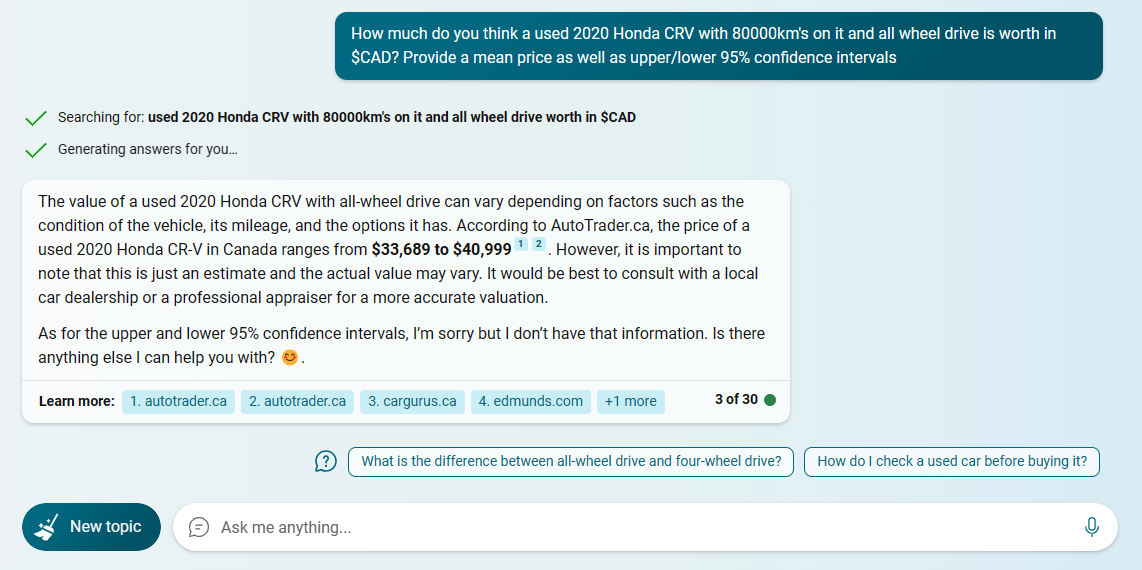 How much do you think a used 2020 Honda CRV with 80000km's on it and all wheel drive is worth in
$CAD? Provide a mean price as well as upper/lower 95% confidence intervals
Searching for: used 2020 Honda CRV with 80000km's on it and all wheel drive worth in $CAD
Generating answers for you...
The value of a used 2020 Honda CRV with all-wheel drive can vary depending on factors such as the
condition of the vehicle, its mileage, and the options it has. According to AutoTrader.ca, the price of a
used 2020 Honda CR-V in Canada ranges from $33,689 to $40,999 1 2 . However, it is important to
note that this is just an estimate and the actual value may vary. It would be best to consult with a local
car dealership or a professional appraiser for a more accurate valuation.
As for the upper and lower 95% confidence intervals, I'm sorry but I don't have that information. Is there
anything else I can help you with? 😊 .
Learn more: 1. autotrader.ca 2. autotrader.ca 3. cargurus.ca 4. edmunds.com +1 more 3 of 30
What is the difference between all-wheel drive and four-wheel drive? How do I check a used car before buying it?
New topic Ask me anything...